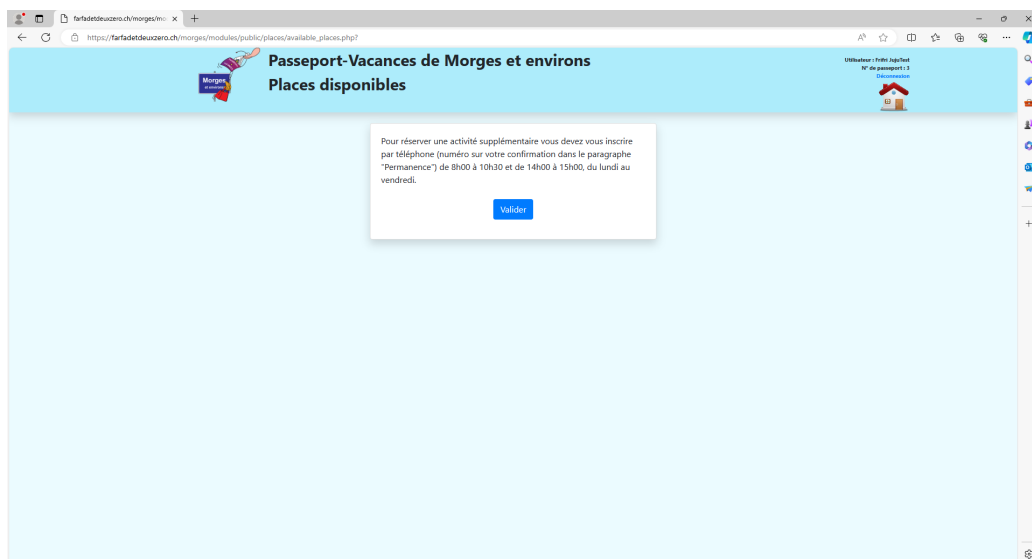 farfadetdeuxzero.ch/morges/mo
https://farfadetdeuxzero.ch/morges/modules/public/places/available_places.php?
Passeport-Vacances de Morges et environs
Places disponibles
Morges
et environs
Utilisateur : Frifri JujuTest
N° de passeport : 3
Déconnexion
Pour réserver une activité supplémentaire vous devez vous inscrire
par téléphone (numéro sur votre confirmation dans le paragraphe
"Permanence") de 8h00 à 10h30 et de 14h00 à 15h00, du lundi au
vendredi.
Valider